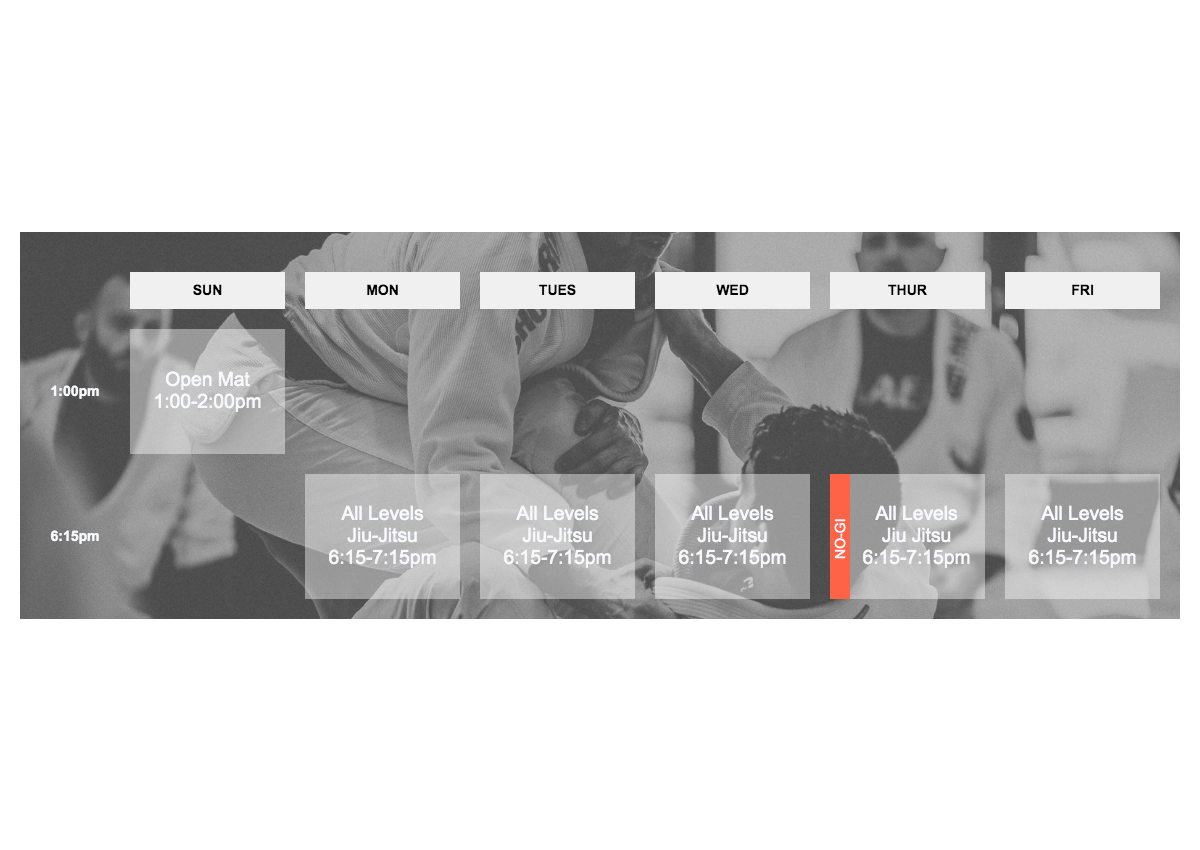 SUN
MON
TUES
WED
THUR
FRI
1:00pm
Open Mat
1:00-2:00pm
6:15pm
All Levels
Jiu-Jitsu
6:15-7:15pm
All Levels
Jiu-Jitsu
6:15-7:15pm
All Levels
Jiu-Jitsu
6:15-7:15pm
NO-GI
All Levels
Jiu Jitsu
6:15-7:15pm
All Levels
Jiu-Jitsu
6:15-7:15pm